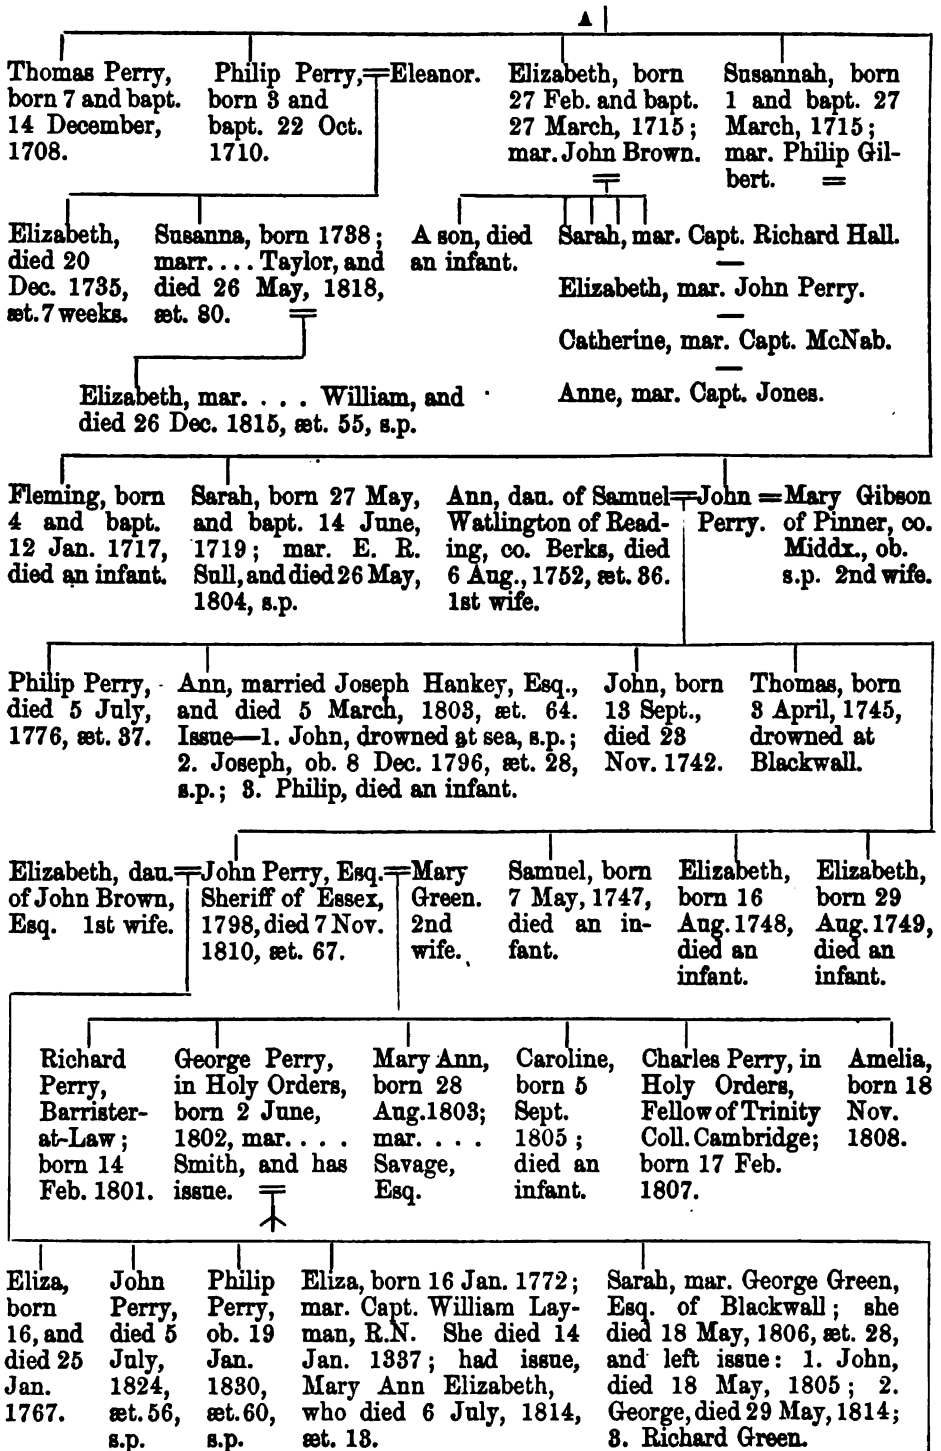 A
Thomas Perry,
born 7 and bapt.
14 December,
1708.
Philip Perry,
born 3 and
bapt. 22 Oct.
1710.
=Eleanor.
Elizabeth, born
27 Feb. and bapt.
27 March, 1715;
mar. John Brown.
=
Susannah, born
1 and bapt. 27
March, 1715;
mar. Philip Gil-
bert. =
Elizabeth,
died 20
Dec. 1735,
æt. 7 weeks.
Susanna, born 1738;
marr. . . . Taylor, and
died 26 May, 1818,
æt. 80.
=
A son, died
an infant.
Sarah, mar. Capt. Richard Hall.
—
Elizabeth, mar. John Perry.
—
Catherine, mar. Capt. McNab.
—
Anne, mar. Capt. Jones.
Elizabeth, mar. . . . William, and
died 26 Dec. 1815, æt. 55, s.p.
Fleming, born
4 and bapt.
12 Jan. 1717,
died an infant.
Sarah, born 27 May,
and bapt. 14 June,
1719; mar. E. R.
Sull, and died 26 May,
1804, s.p.
Ann, dau. of Samuel
Watlington of Read-
ing, co. Berks, died
6 Aug., 1752, æt. 36.
1st wife.
=John
Perry.
=Mary Gibson
of Pinner, co.
Middx., ob.
s.p. 2nd wife.
Philip Perry,
died 5 July,
1776, æt. 37.
Ann, married Joseph Hankey, Esq.,
and died 5 March, 1803, æt. 64.
Issue—1. John, drowned at sea, s.p.;
2. Joseph, ob. 8 Dec. 1796, æt. 28,
s.p.; 3. Philip, died an infant.
John, born
13 Sept.,
died 23
Nov. 1742.
Thomas, born
3 April, 1745,
drowned at
Blackwall.
Elizabeth, dau.
of John Brown,
Esq. 1st wife.
=John Perry, Esq.
Sheriff of Essex,
1798, died 7 Nov.
1810, æt. 67.
=Mary
Green.
2nd
wife.
Samuel, born
7 May, 1747,
died an in-
fant.
Elizabeth,
born 16
Aug. 1748,
died an
infant.
Elizabeth,
born 29
Aug. 1749,
died an
infant.
Richard
Perry,
Barrister-
at-Law;
born 14
Feb. 1801.
George Perry,
in Holy Orders,
born 2 June,
1802, mar. . . .
Smith, and has
issue. =
Mary Ann,
born 28
Aug. 1803;
mar. . . .
Savage,
Esq.
Caroline,
born 5
Sept.
1805;
died an
infant.
Charles Perry, in
Holy Orders,
Fellow of Trinity
Coll. Cambridge;
born 17 Feb.
1807.
Amelia,
born 18
Nov.
1808.
Eliza,
born
16, and
died 25
Jan.
1767.
John
Perry,
died 5
July,
1824,
æt. 56,
s.p.
Philip
Perry,
ob. 19
Jan.
1830,
æt. 60,
s.p.
Eliza, born 16 Jan. 1772;
mar. Capt. William Lay-
man, R.N. She died 14
Jan. 1337; had issue,
Mary Ann Elizabeth,
who died 6 July, 1814,
æt. 13.
Sarah, mar. George Green,
Esq. of Blackwall; she
died 18 May, 1806, æt. 28,
and left issue: 1. John,
died 18 May, 1805; 2.
George, died 29 May, 1814;
3. Richard Green.